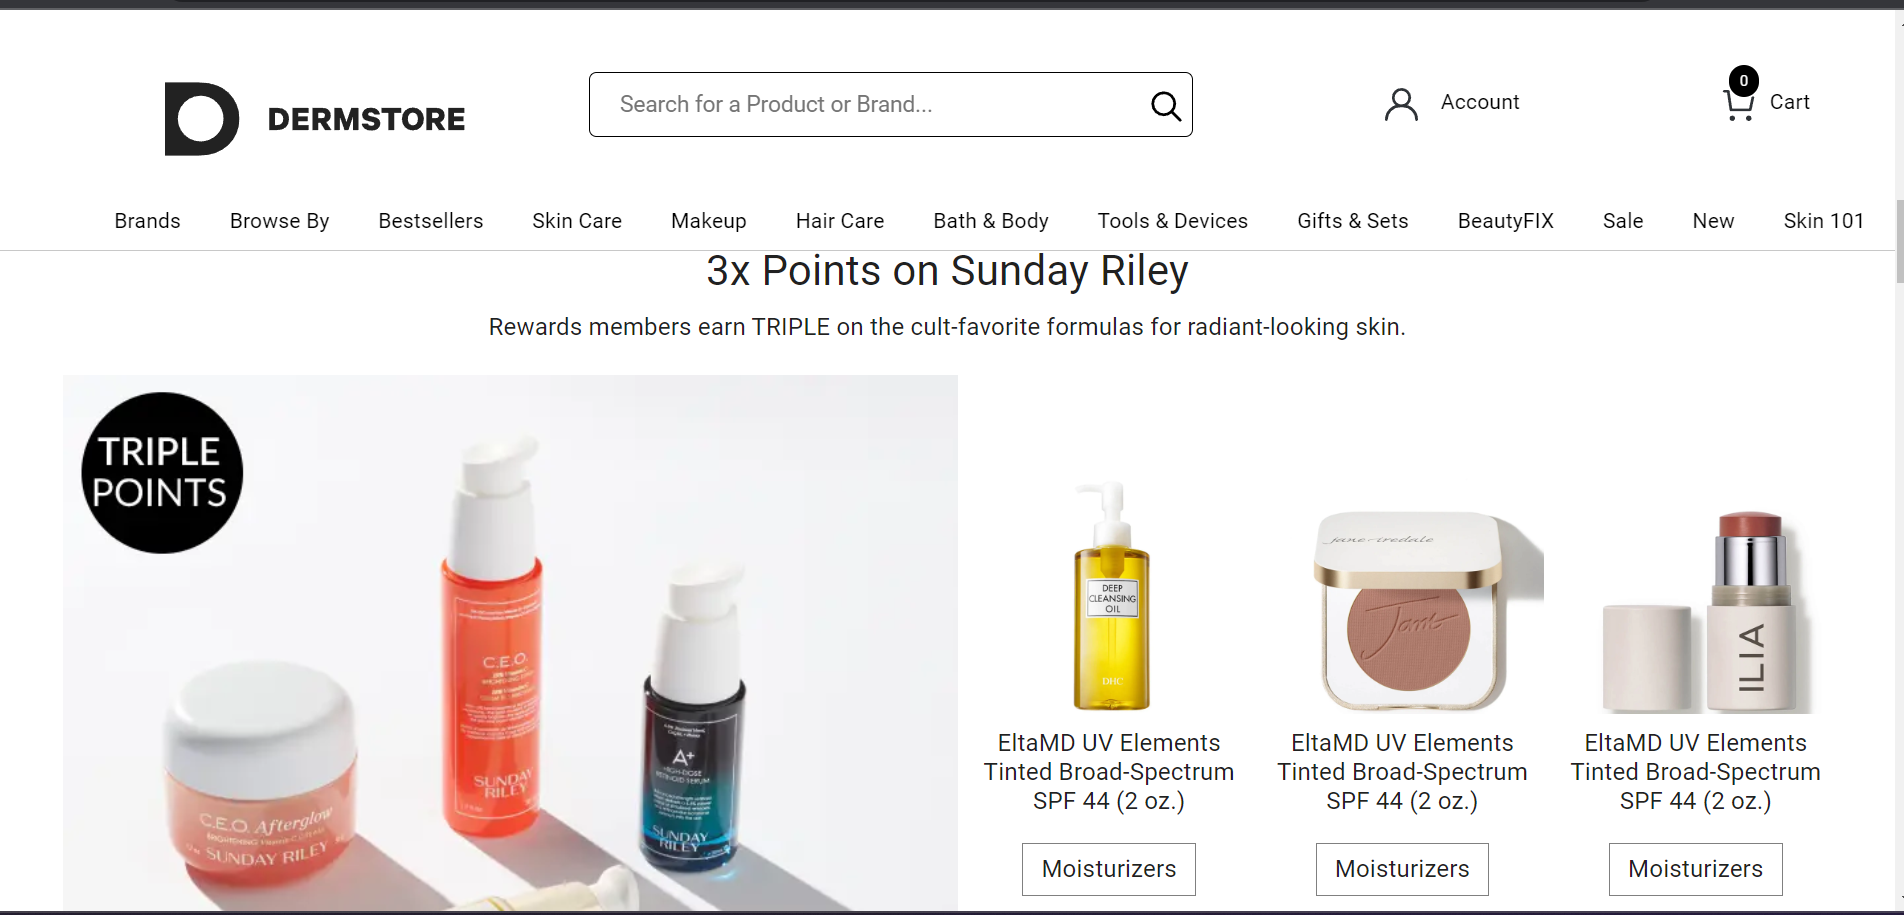 DERMSTORE
Search for a Product or Brand...
Account
0
Cart
Brands
Browse By
Bestsellers
Skin Care
Makeup
Hair Care
Bath & Body
Tools & Devices
Gifts & Sets
BeautyFIX
Sale
New
Skin 101
3x Points on Sunday Riley
Rewards members earn TRIPLE on the cult-favorite formulas for radiant-looking skin.
TRIPLE
POINTS
C.E.O.
SUNDAY
RILEY
A+
HIGH-DOSE
RETINOID SERUM
SUNDAY
RILEY
C.E.O. Afterglow
BRIGHTENING
SUNDAY RILEY
DEEP
CLEANSING
OIL
DHC
EltaMD UV Elements
Tinted Broad-Spectrum
SPF 44 (2 oz.)
Moisturizers
jane iredale
Jane
EltaMD UV Elements
Tinted Broad-Spectrum
SPF 44 (2 oz.)
Moisturizers
ILIA
EltaMD UV Elements
Tinted Broad-Spectrum
SPF 44 (2 oz.)
Moisturizers